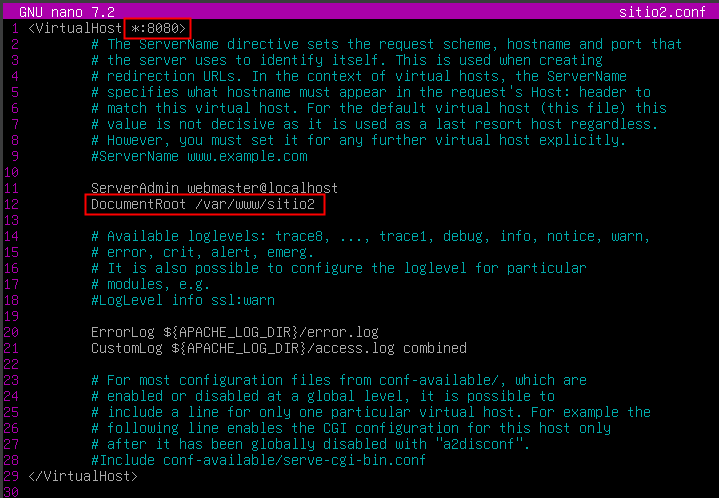 GNU nano 7.2 sitio2.conf
1 <VirtualHost *:8080>
2 # The ServerName directive sets the request scheme, hostname and port that
3 # the server uses to identify itself. This is used when creating
4 # redirection URLs. In the context of virtual hosts, the ServerName
5 # specifies what hostname must appear in the request's Host: header to
6 # match this virtual host. For the default virtual host (this file) this
7 # value is not decisive as it is used as a last resort host regardless.
8 # However, you must set it for any further virtual host explicitly.
9 #ServerName www.example.com
10
11 ServerAdmin webmaster@localhost
12 DocumentRoot /var/www/sitio2
13
14 # Available loglevels: trace8, ..., trace1, debug, info, notice, warn,
15 # error, crit, alert, emerg.
16 # It is also possible to configure the loglevel for particular
17 # modules, e.g.
18 #LogLevel info ssl:warn
19
20 ErrorLog ${APACHE_LOG_DIR}/error.log
21 CustomLog ${APACHE_LOG_DIR}/access.log combined
22
23 # For most configuration files from conf-available/, which are
24 # enabled or disabled at a global level, it is possible to
25 # include a line for only one particular virtual host. For example the
26 # following line enables the CGI configuration for this host only
27 # after it has been globally disabled with "a2disconf".
28 #Include conf-available/serve-cgi-bin.conf
29 </VirtualHost>
30